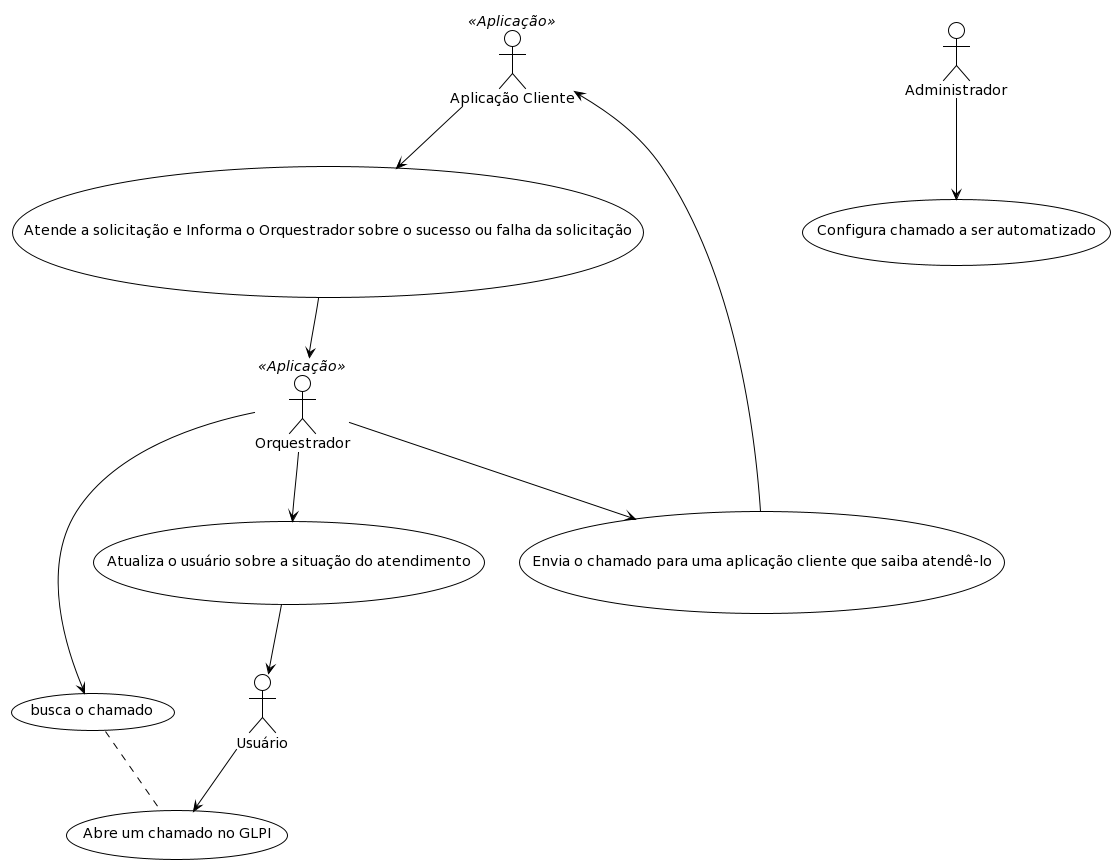 «Aplicação»
Aplicação Cliente
Administrador
Atende a solicitação e Informa o Orquestrador sobre o sucesso ou falha da solicitação
Configura chamado a ser automatizado
«Aplicação»
Orquestrador
Atualiza o usuário sobre a situação do atendimento
Envia o chamado para uma aplicação cliente que saiba atendê-lo
busca o chamado
Usuário
Abre um chamado no GLPI